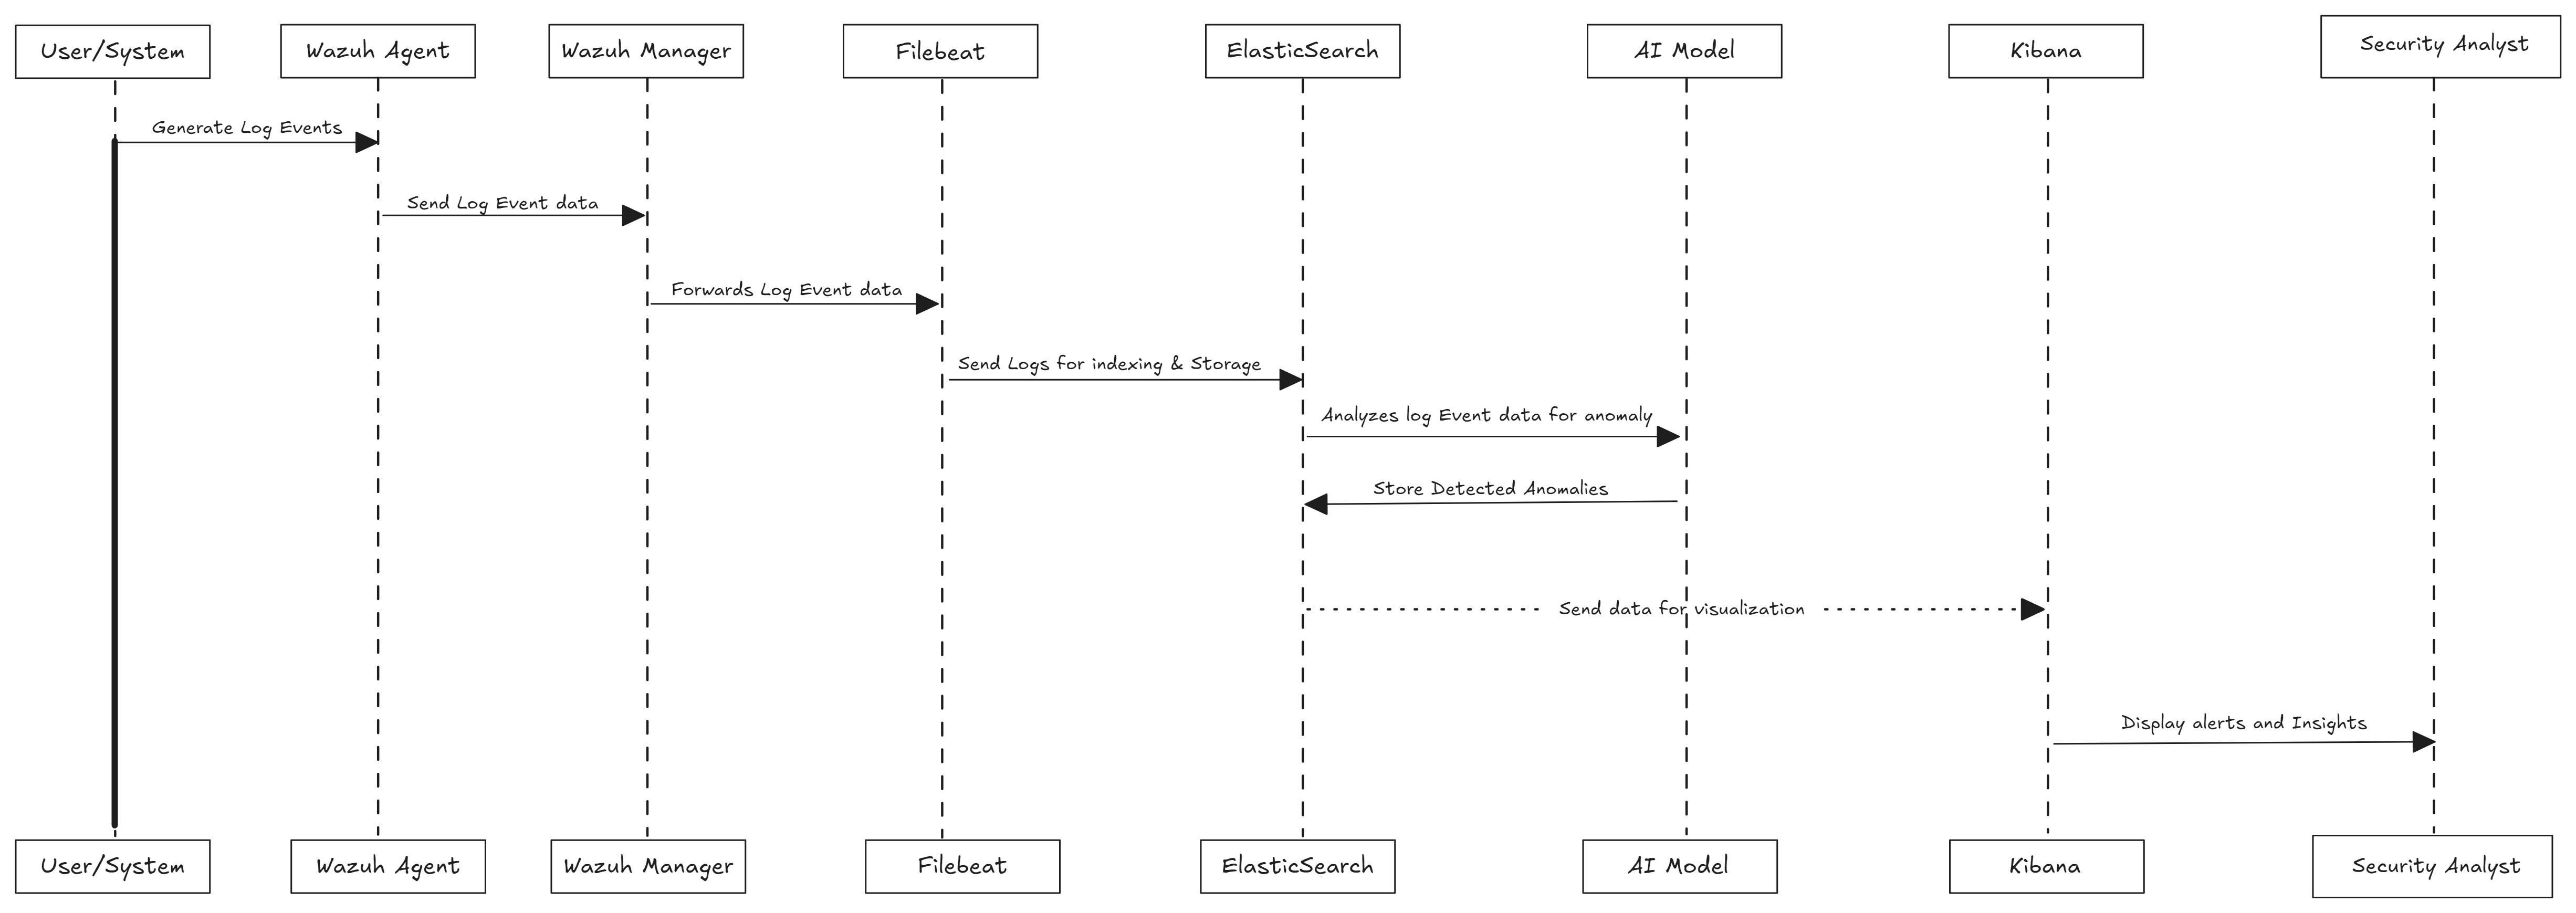 User/System
Wazuh Agent
Wazuh Manager
Filebeat
ElasticSearch
AI Model
Kibana
Security Analyst
Generate Log Events
Send Log Event data
Forwards Log Event data
Send Logs for indexing & Storage
Analyzes log Event data for anomaly
Store Detected Anomalies
Send data for visualization
Display alerts and Insights
User/System
Wazuh Agent
Wazuh Manager
Filebeat
ElasticSearch
AI Model
Kibana
Security Analyst